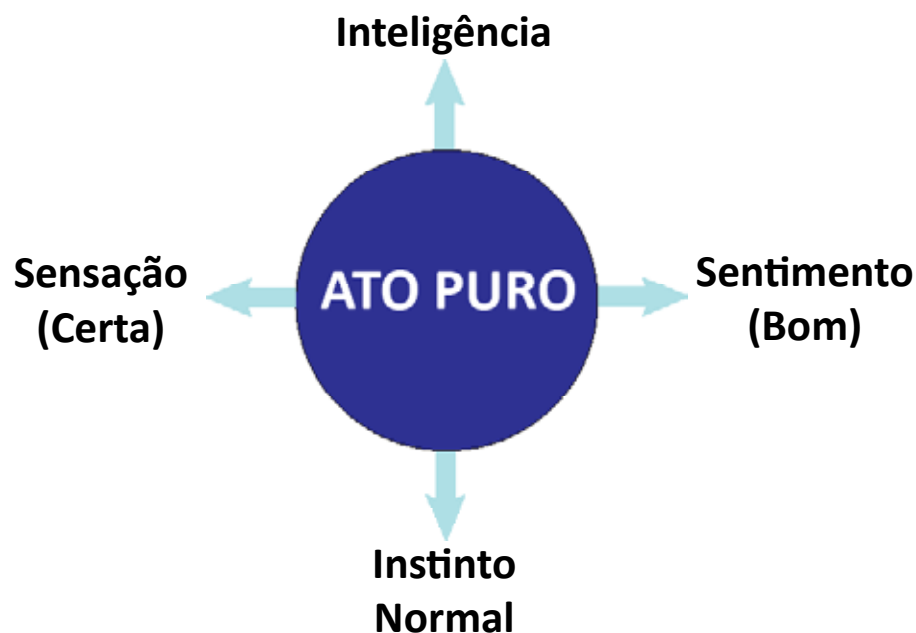 Inteligência
Sensação
(Certa)
ATO PURO
Sentimento
(Bom)
Instinto
Normal